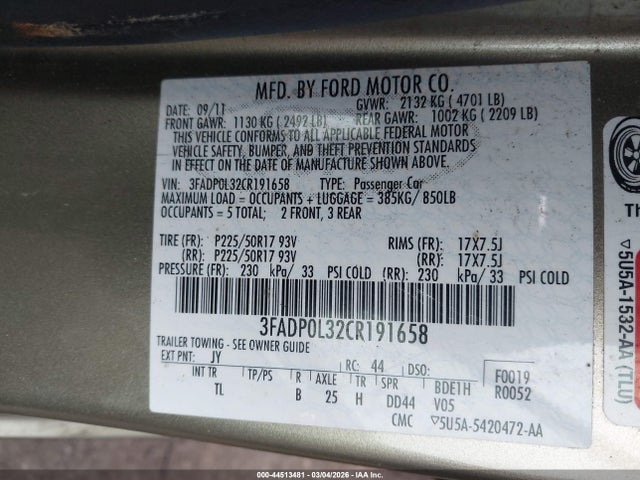 MFD. BY FORD MOTOR CO.
DATE: 09/11 GVWR: 2132 KG ( 4701 LB)
FRONT GAWR: 1130 KG ( 2492 LB) REAR GAWR: 1002 KG ( 2209 LB)
THIS VEHICLE CONFORMS TO ALL APPLICABLE FEDERAL MOTOR
VEHICLE SAFETY, BUMPER, AND THEFT PREVENTION STANDARDS
IN EFFECT ON THE DATE OF MANUFACTURE SHOWN ABOVE.
VIN: 3FADP0L32CR191658 TYPE: Passenger Car
MAXIMUM LOAD = OCCUPANTS + LUGGAGE = 385KG/ 850LB
OCCUPANTS = 5 TOTAL; 2 FRONT, 3 REAR
TIRE (FR): P225/50R17 93V RIMS (FR): 17X7.5J
(RR): P225/50R17 93V (RR): 17X7.5J
PRESSURE (FR): 230 kPa/ 33 PSI COLD (RR): 230 kPa/ 33 PSI COLD
3FADP0L32CR191658
TRAILER TOWING - SEE OWNER GUIDE
EXT PNT: JY RC: 44 DSO: F0019
INT TR TP/PS R AXLE TR SPR BDE1H R0052
TL B 25 H DD44 V05
CMC ▽5U5A-5420472-AA
Th
▽5U5A-1532-AA (TLU)
000-44513481 - 03/04/2026 - IAAI.COM